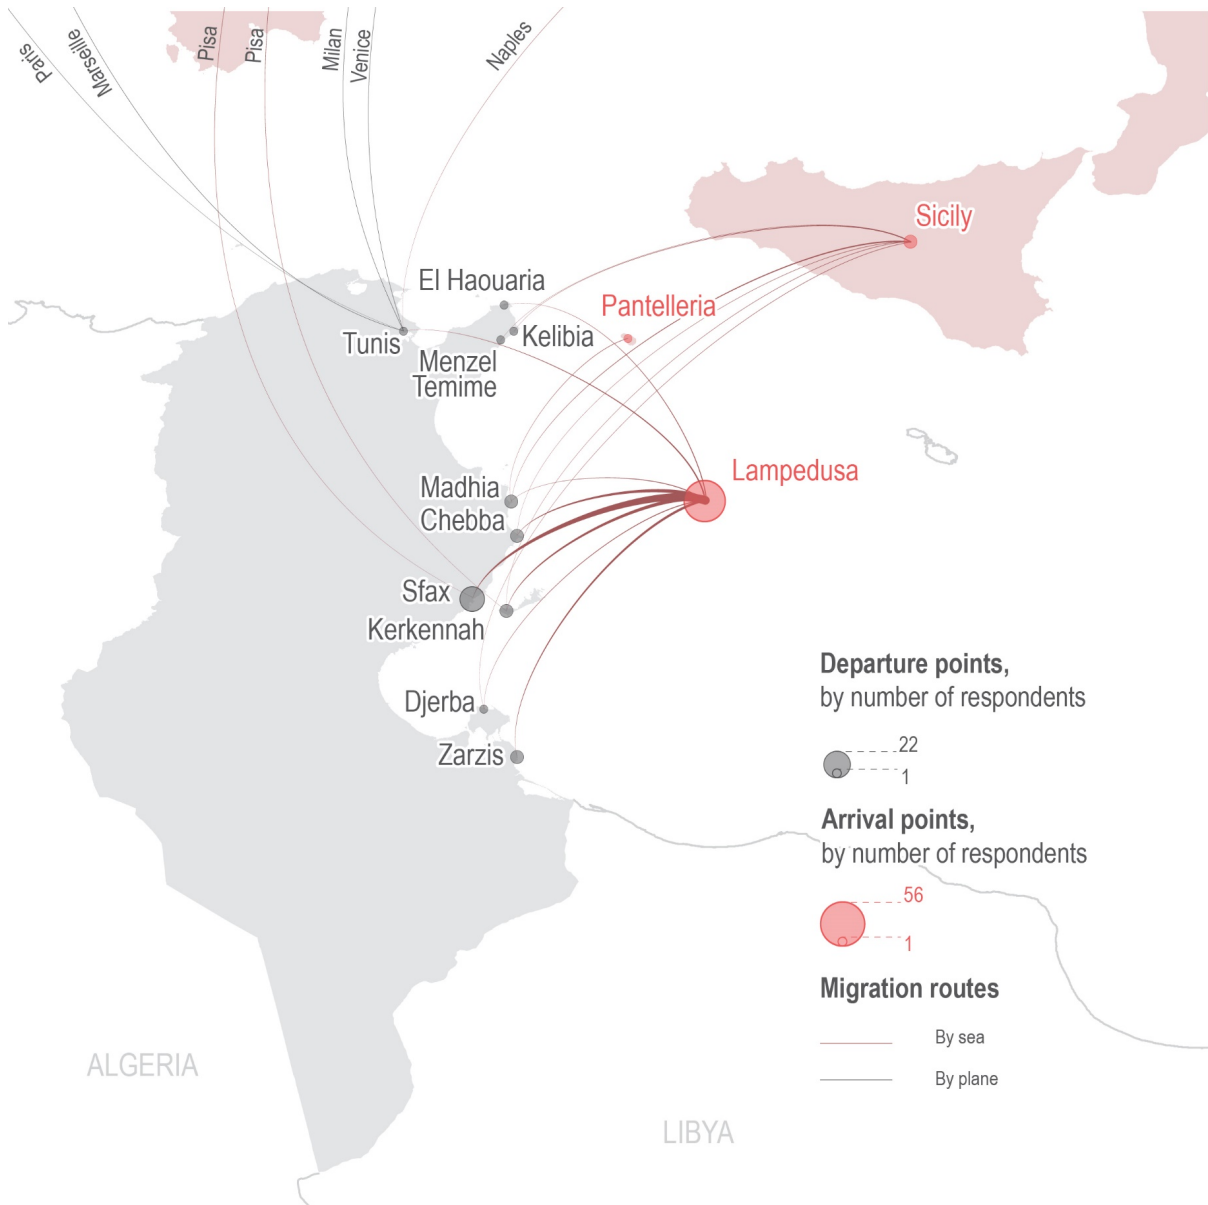 Paris
Marseille
Pisa
Pisa
Milan
Venice
Naples
Sicily
El Haouaria
Pantelleria
Tunis
Kelibia
Menzel
Temime
Lampedusa
Madhia
Chebba
Sfax
Kerkennah
Djerba
Zarzis
Departure points,
by number of respondents
22
1
Arrival points,
by number of respondents
56
1
Migration routes
By sea
By plane
ALGERIA
LIBYA